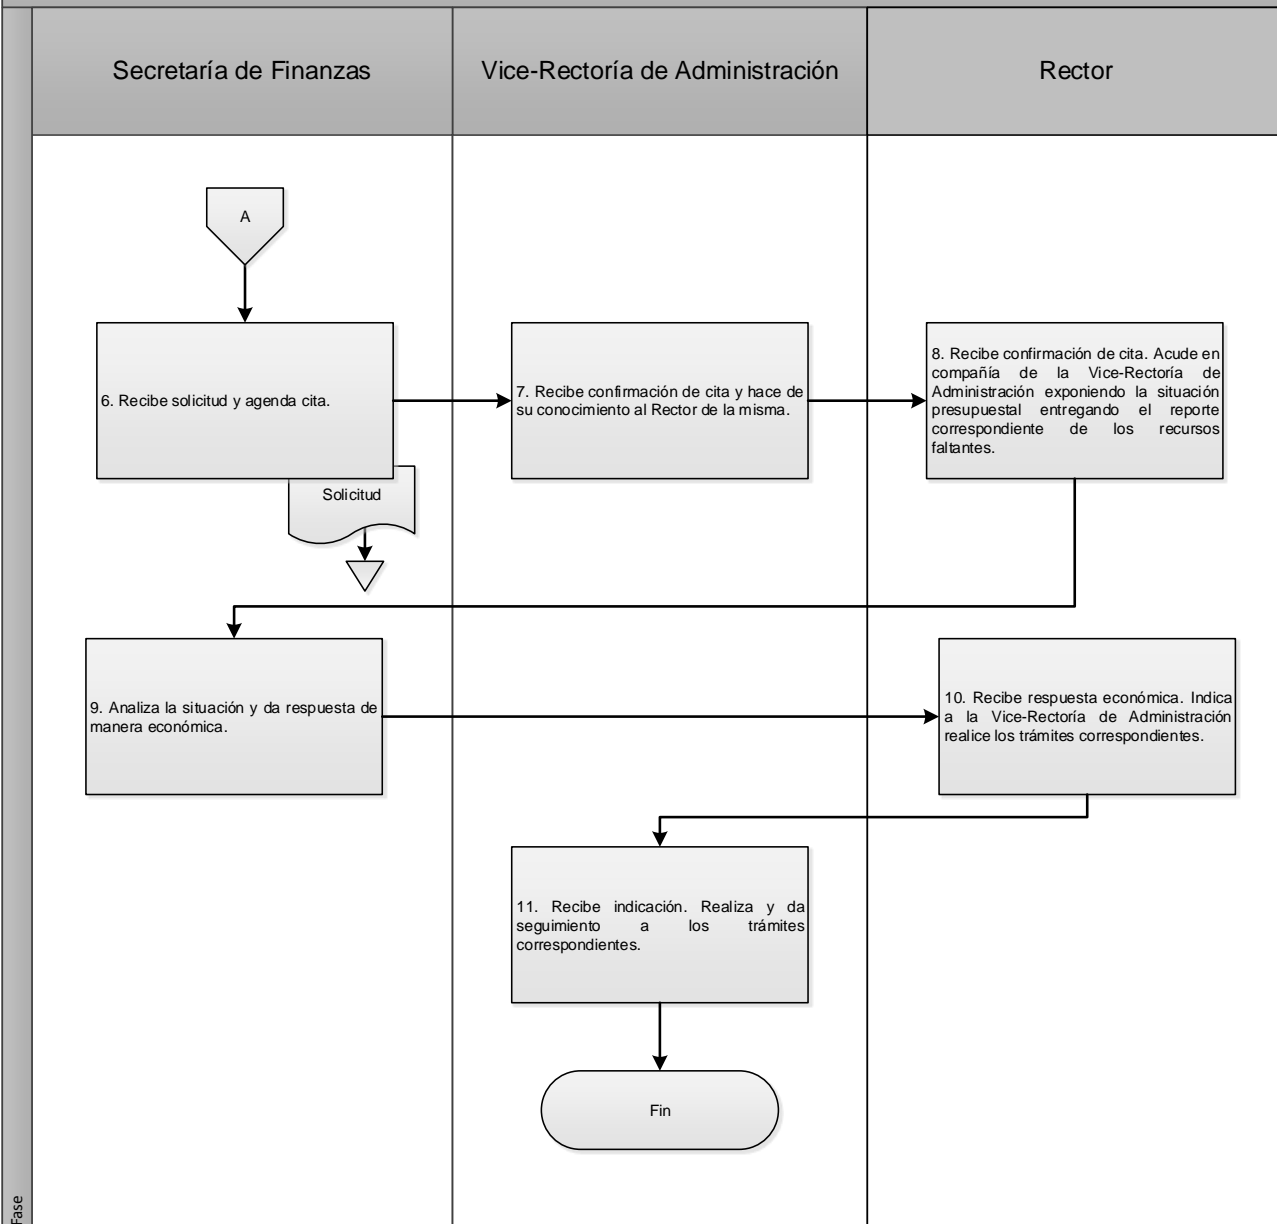 Secretaría de Finanzas
Vice-Rectoría de Administración
Rector
A
6. Recibe solicitud y agenda cita.
Solicitud
7. Recibe confirmación de cita y hace de
su conocimiento al Rector de la misma.
8. Recibe confirmación de cita. Acude en
compañía de la Vice-Rectoría de
Administración exponiendo la situación
presupuestal entregando el reporte
correspondiente de los recursos
faltantes.
9. Analiza la situación y da respuesta de
manera económica.
10. Recibe respuesta económica. Indica
a la Vice-Rectoría de Administración
realice los trámites correspondientes.
11. Recibe indicación. Realiza y da
seguimiento a los trámites
correspondientes.
Fin
Fase